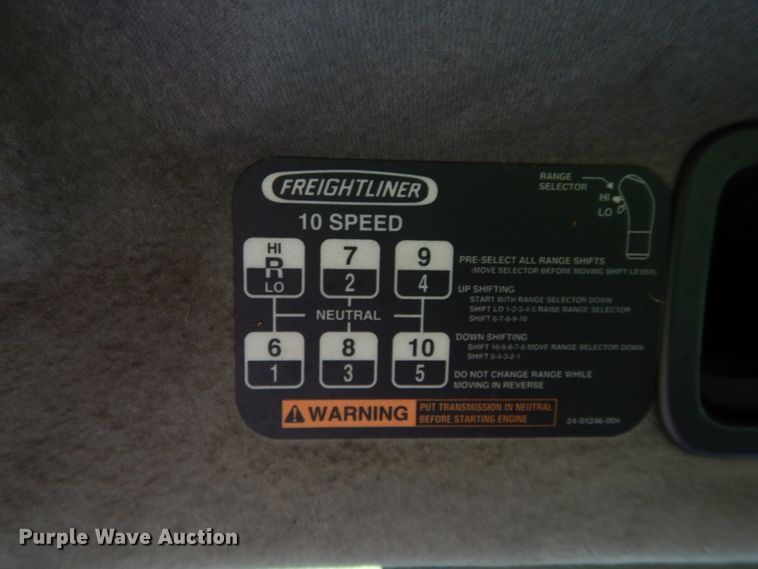 FREIGHTLINER
10 SPEED
RANGE
SELECTOR
HI
LO
HI
R
LO
7
2
9
4
NEUTRAL
6
1
8
3
10
5
PRE-SELECT ALL RANGE SHIFTS
(MOVE SELECTOR BEFORE MOVING SHIFT LEVER)
UP SHIFTING
START WITH RANGE SELECTOR DOWN
SHIFT LO 1-2-3-4-5 RAISE RANGE SELECTOR
SHIFT 6-7-8-9-10
DOWN SHIFTING
SHIFT 10-9-8-7-6 MOVE RANGE SELECTOR DOWN
SHIFT 5-4-3-2-1
DO NOT CHANGE RANGE WHILE
MOVING IN REVERSE
WARNING
PUT TRANSMISSION IN NEUTRAL
BEFORE STARTING ENGINE
24-01246-004
Purple Wave Auction